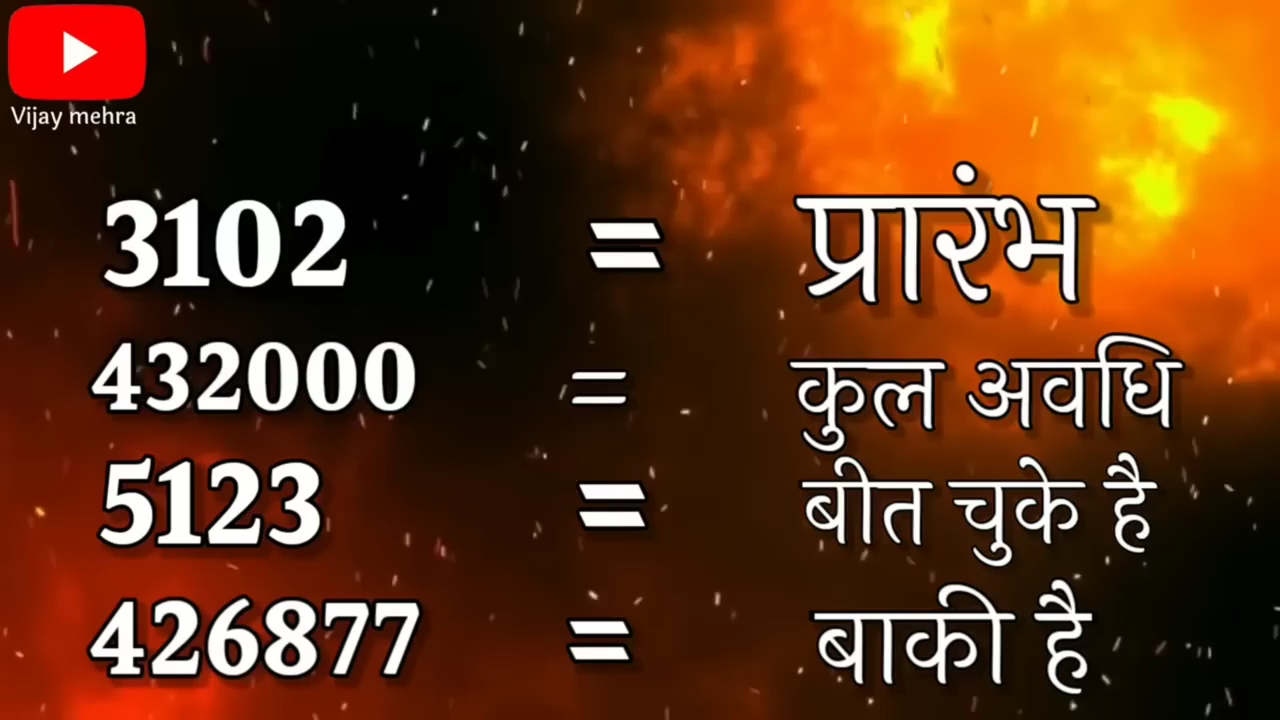 Vijay mehra
3102 = प्रारंभ
432000 = कुल अवधि
5123 = बीत चुके है
426877 = बाकी है